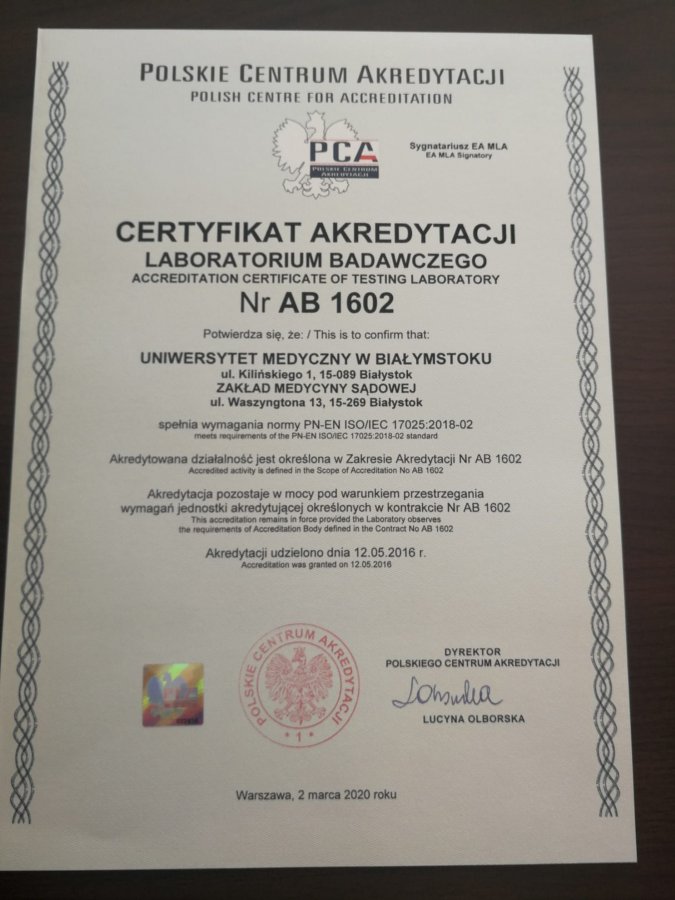 POLSKIE CENTRUM AKREDYTACJI
POLISH CENTRE FOR ACCREDITATION
PCA
POLSKIE CENTRUM
AKREDYTACJI
Sygnatariusz EA MLA
EA MLA Signatory
CERTYFIKAT AKREDYTACJI
LABORATORIUM BADAWCZEGO
ACCREDITATION CERTIFICATE OF TESTING LABORATORY
Nr AB 1602
Potwierdza się, że: / This is to confirm that:
UNIWERSYTET MEDYCZNY W BIAŁYMSTOKU
ul. Kilińskiego 1, 15-089 Białystok
ZAKŁAD MEDYCYNY SĄDOWEJ
ul. Waszyngtona 13, 15-269 Białystok
spełnia wymagania normy PN-EN ISO/IEC 17025:2018-02
meets requirements of the PN-EN ISO/IEC 17025:2018-02 standard
Akredytowana działalność jest określona w Zakresie Akredytacji Nr AB 1602
Accredited activity is defined in the Scope of Accreditation No AB 1602
Akredytacja pozostaje w mocy pod warunkiem przestrzegania
wymagań jednostki akredytującej określonych w kontrakcie Nr AB 1602
This accreditation remains in force provided the Laboratory observes
the requirements of Accreditation Body defined in the Contract No AB 1602
Akredytacji udzielono dnia 12.05.2016 r.
Accreditation was granted on 12.05.2016
POLSKIE CENTRUM AKREDYTACJI
* 1 *
DYREKTOR
POLSKIEGO CENTRUM AKREDYTACJI
LUCYNA OLBORSKA
Warszawa, 2 marca 2020 roku